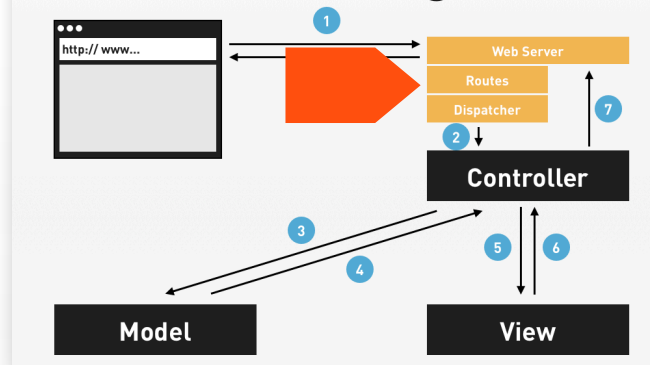 1
http:// www...
Web Server
Routes
Dispatcher
7
2
Controller
3
4
5
6
Model
View